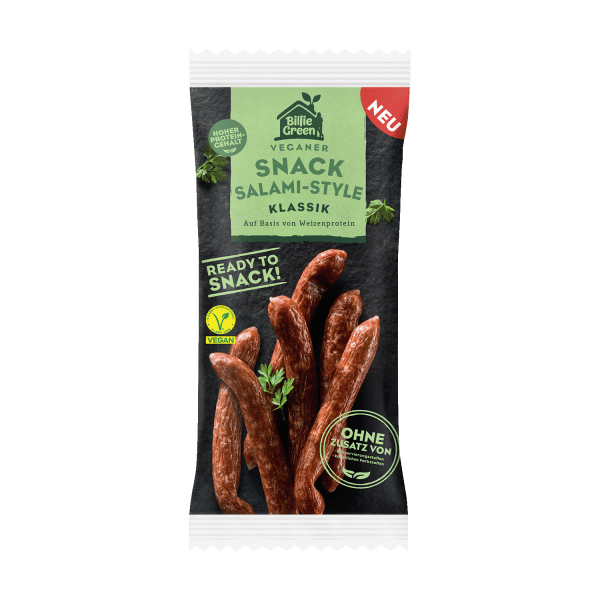 Billie
Green
NEU
HOHER
PROTEIN-
GEHALT
VEGANER
SNACK
SALAMI-STYLE
KLASSIK
Auf Basis von Weizenprotein
READY TO
SNACK!
VEGAN
OHNE
ZUSATZ VON